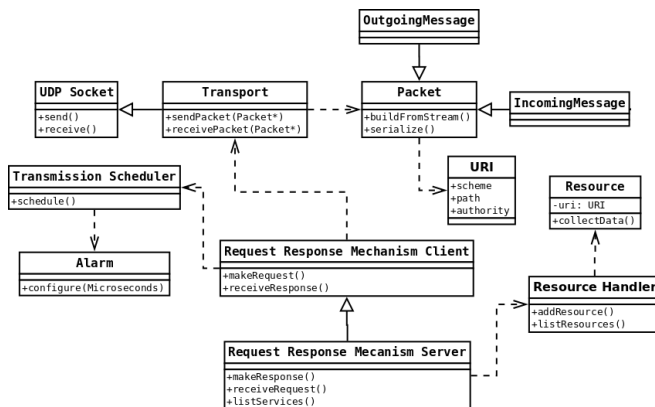 OutgoingMessage
UDP Socket
+send()
+receive()
Transport
+sendPacket(Packet*)
+receivePacket(Packet*)
Packet
+buildFromStream()
+serialize()
IncomingMessage
Transmission Scheduler
+schedule()
URI
+scheme
+path
+authority
Resource
-uri: URI
+collectData()
Alarm
+configure(Microseconds)
Request Response Mechanism Client
+makeRequest()
+receiveResponse()
Resource Handler
+addResource()
+listResources()
Request Response Mecanism Server
+makeResponse()
+receiveRequest()
+listServices()